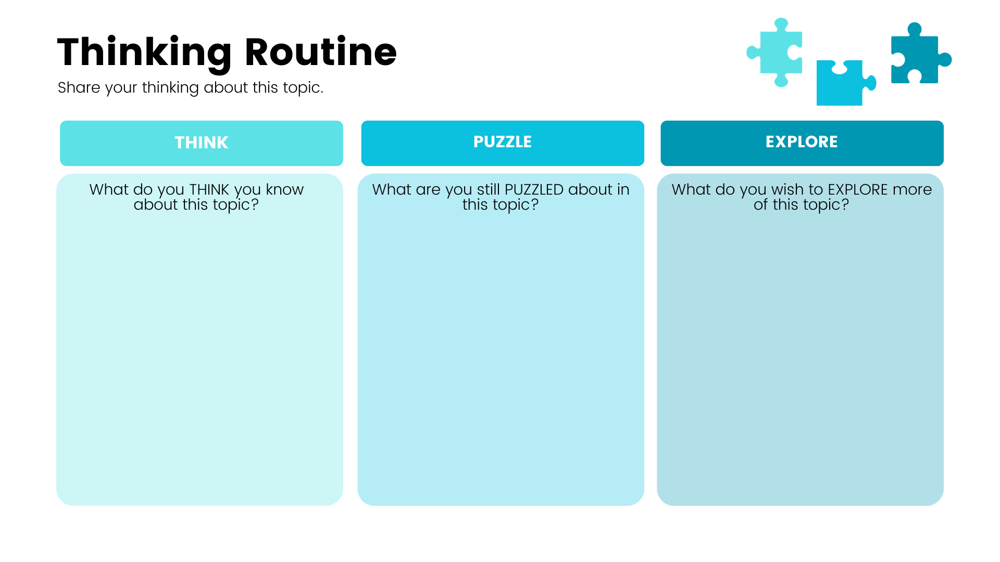 Thinking Routine
Share your thinking about this topic.
THINK
What do you THINK you know
about this topic?
PUZZLE
What are you still PUZZLED about in
this topic?
EXPLORE
What do you wish to EXPLORE more
of this topic?